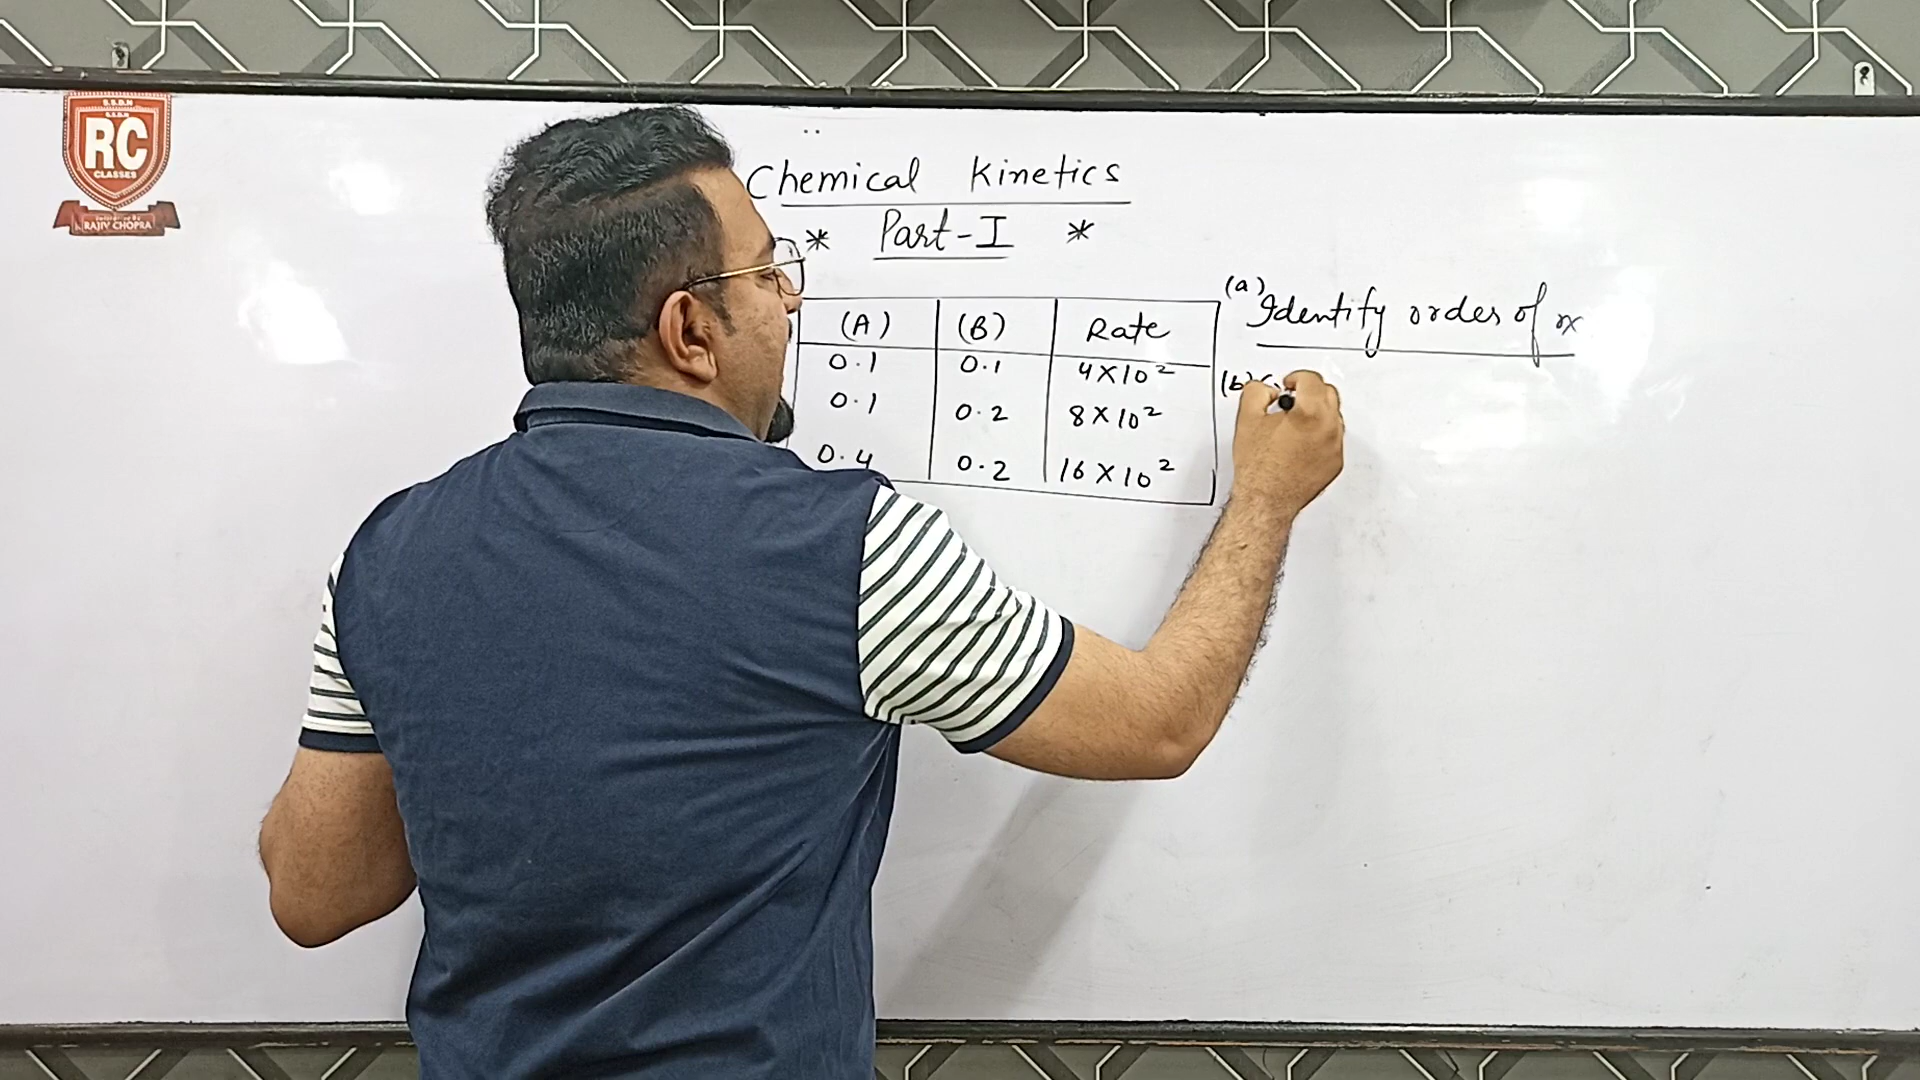 S.S.D.N
RC
CLASSES
RAJIV CHOPRA
Chemical Kinetics
* Part-I *
(A) (B) Rate
0.1 0.1 4×10²
0.1 0.2 8×10²
0.4 0.2 16×10²
(a) Identify order of rx
(b)